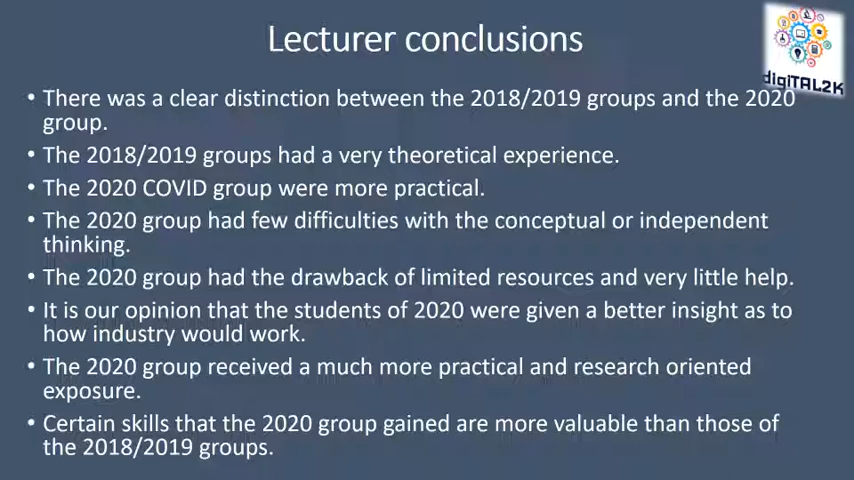 Lecturer conclusions
digiTAL2K
• There was a clear distinction between the 2018/2019 groups and the 2020
group.
• The 2018/2019 groups had a very theoretical experience.
• The 2020 COVID group were more practical.
• The 2020 group had few difficulties with the conceptual or independent
thinking.
• The 2020 group had the drawback of limited resources and very little help.
• It is our opinion that the students of 2020 were given a better insight as to
how industry would work.
• The 2020 group received a much more practical and research oriented
exposure.
• Certain skills that the 2020 group gained are more valuable than those of
the 2018/2019 groups.